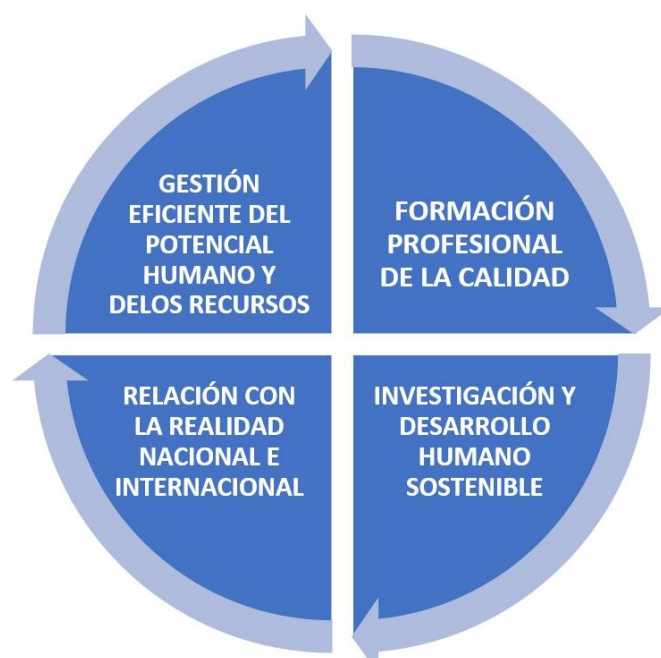 GESTIÓN
EFICIENTE DEL
POTENCIAL
HUMANO Y
DELOS RECURSOS
FORMACIÓN
PROFESIONAL
DE LA CALIDAD
RELACIÓN CON
LA REALIDAD
NACIONAL E
INTERNACIONAL
INVESTIGACIÓN Y
DESARROLLO
HUMANO
SOSTENIBLE